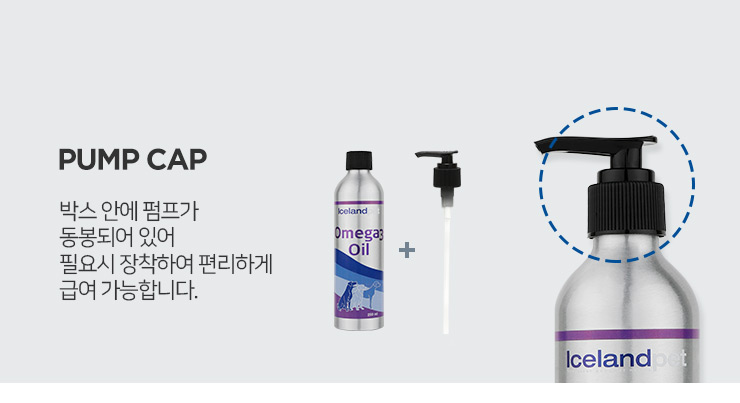 PUMP CAP
박스 안에 펌프가
동봉되어 있어
필요시 장착하여 편리하게
급여 가능합니다.
Iceland
Omega3
Oil
+
Icelandpet